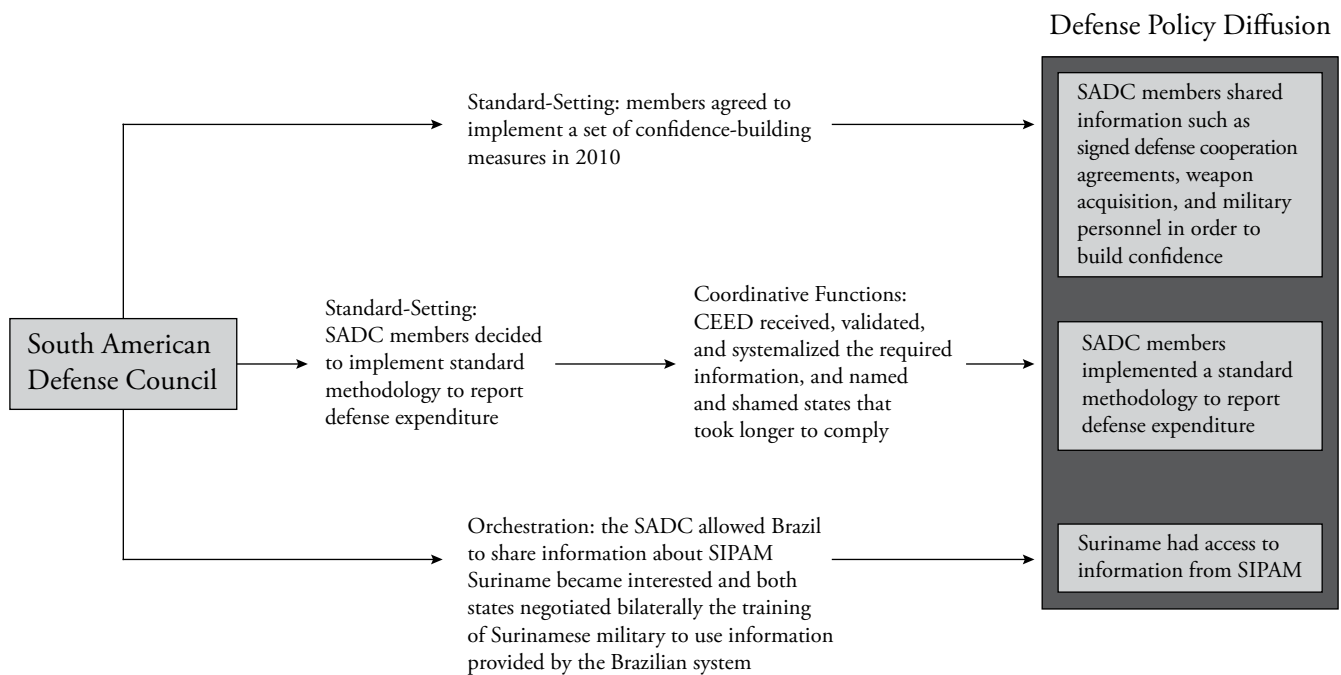 Defense Policy Diffusion
Standard-Setting: members agreed to
implement a set of confidence-building
measures in 2010
SADC members shared
information such as
signed defense cooperation
agreements, weapon
acquisition, and military
personnel in order to
build confidence
South American
Defense Council
Standard-Setting:
SADC members decided
to implement standard
methodology to report
defense expenditure
Coordinative Functions:
CEED received, validated,
and systemalized the required
information, and named
and shamed states that
took longer to comply
SADC members
implemented a standard
methodology to report
defense expenditure
Orchestration: the SADC allowed Brazil
to share information about SIPAM
Suriname became interested and both
states negotiated bilaterally the training
of Surinamese military to use information
provided by the Brazilian system
Suriname had access to
information from SIPAM